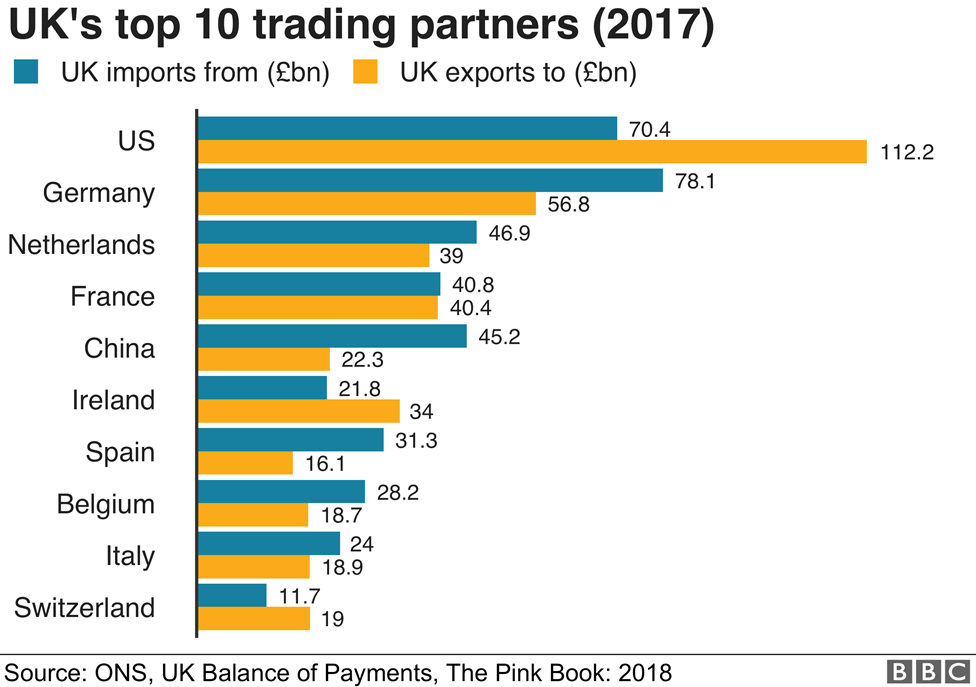 UK's top 10 trading partners (2017)
UK imports from (£bn) UK exports to (£bn)
US
70.4
112.2
Germany
78.1
56.8
Netherlands
46.9
39
France
40.8
40.4
China
45.2
22.3
Ireland
21.8
34
Spain
31.3
16.1
Belgium
28.2
18.7
Italy
24
18.9
Switzerland
11.7
19
Source: ONS, UK Balance of Payments, The Pink Book: 2018
BBC